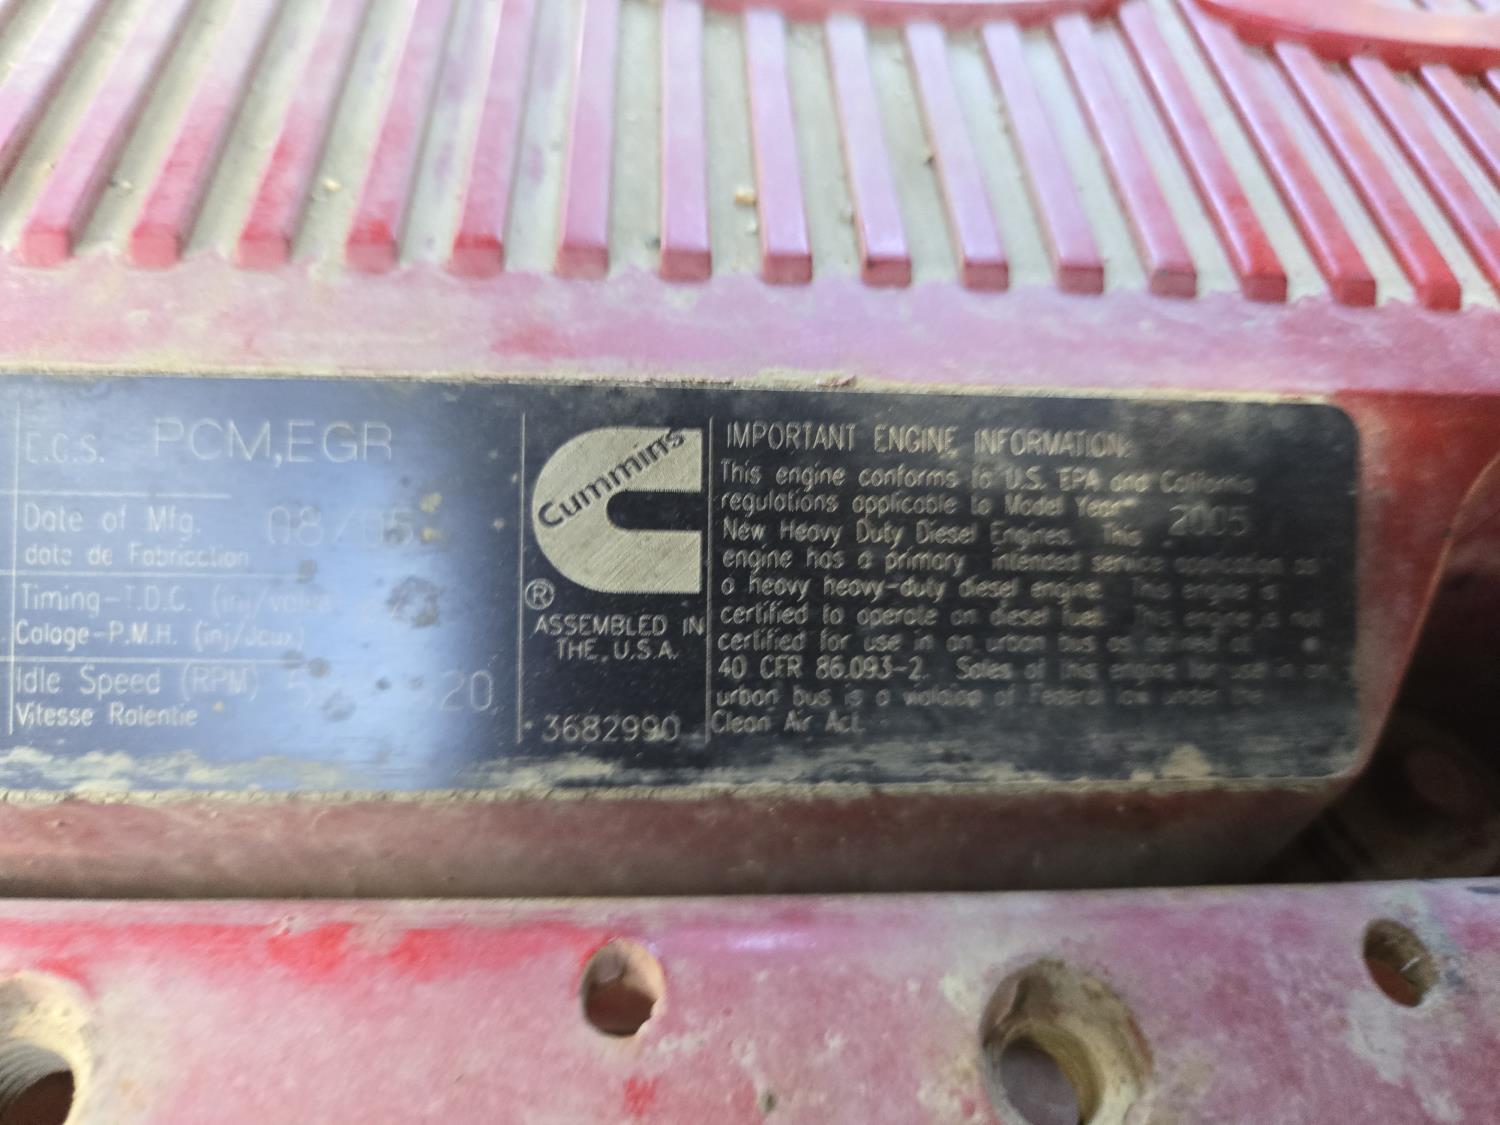 E.C.S. PCM,EGR
Date of Mfg. 08/05
date de Fabrication
Timing-T.D.C. (inj/valve)
Calage-P.M.H. (inj/Jeux)
Idle Speed (RPM) 20
Vitesse Ralentie
Cummins
®
ASSEMBLED IN
THE U.S.A.
3682990
IMPORTANT ENGINE INFORMATION:
This engine conforms to U.S. EPA and California
regulations applicable to Model Year 2005
New Heavy Duty Diesel Engines. This
engine has a primary intended service application as
a heavy heavy-duty diesel engine. This engine is
certified to operate on diesel fuel. This engine is not
certified for use in an urban bus as defined at
40 CFR 86.093-2. Sales of this engine for use in an
urban bus is a violation of Federal law under the
Clean Air Act.